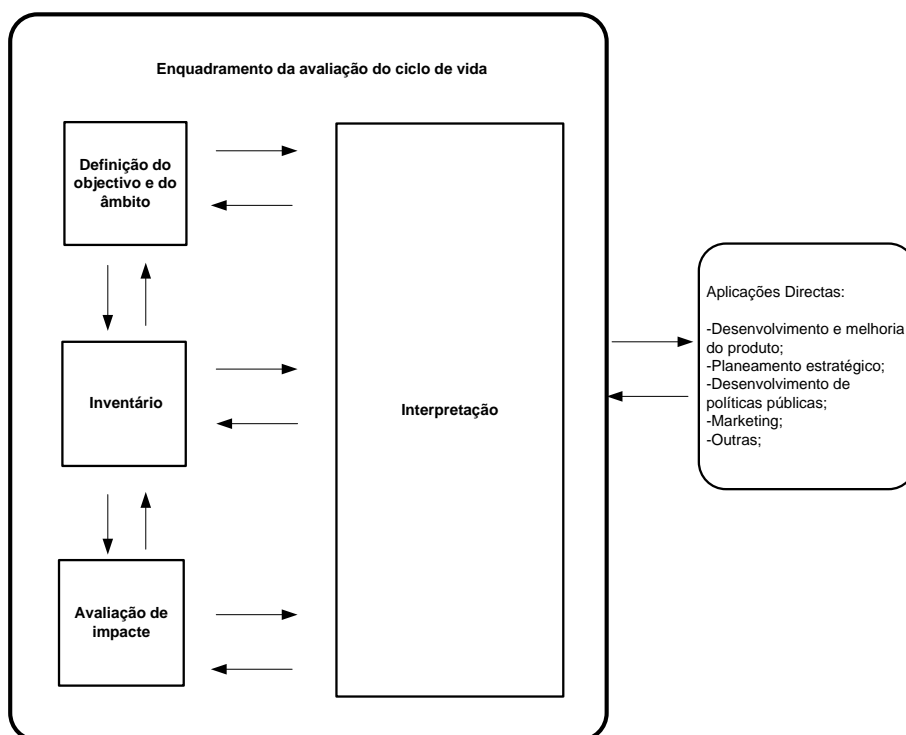 Enquadramento da avaliação do ciclo de vida
Definição do
objectivo e do
âmbito
Inventário
Avaliação de
impacte
Interpretação
Aplicações Directas:
-Desenvolvimento e melhoria
do produto;
-Planeamento estratégico;
-Desenvolvimento de
políticas públicas;
-Marketing;
-Outras;